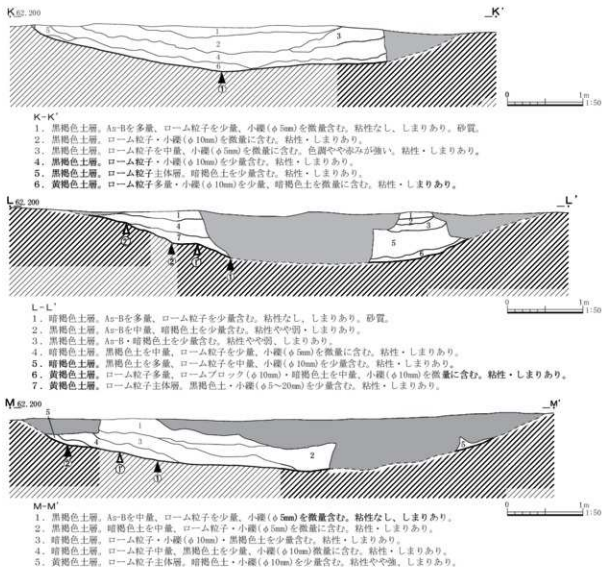 K 62.200 K'
1 2 3 4 5 6
①
0 1m
1:50
K-K'
1. 黒褐色土層。As-Bを多量、ローム粒子を少量、小礫(φ5mm)を微量含む。粘性なし、しまりあり。砂質。
2. 黒褐色土層。ローム粒子・小礫(φ10mm)を微量に含む。粘性・しまりあり。
3. 黒褐色土層。ローム粒子を中量、小礫(φ5mm)を微量に含む。色調やや赤みが強い。粘性・しまりあり。
4. 黒褐色土層。ローム粒子・小礫(φ10mm)を少量含む。粘性・しまりあり。
5. 黒褐色土層。ローム粒子主体層。暗褐色土を少量含む。粘性・しまりあり。
6. 黄褐色土層。ローム粒子多量・小礫(φ10mm)を少量、暗褐色土を微量に含む。粘性・しまりあり。
L 62.200 L'
1 4 7 1 2 3 5 6
0 1m
1:50
L-L'
1. 暗褐色土層。As-Bを多量、ローム粒子を少量含む。粘性なし、しまりあり。砂質。
2. 黒褐色土層。As-Bを中量、暗褐色土を少量含む。粘性やや弱・しまりあり。
3. 黒褐色土層。As-B・暗褐色土を少量含む。粘性やや弱、しまりあり。
4. 暗褐色土層。黒褐色土を中量、ローム粒子を少量、小礫(φ5mm)を微量に含む。粘性・しまりあり。
5. 暗褐色土層。黒褐色土を多量、ローム粒子を中量、小礫(φ10mm)を少量含む。粘性・しまりあり。
6. 黄褐色土層。ローム粒子多量、ロームブロック(φ10mm)・暗褐色土を中量、小礫(φ10mm)を微量に含む。粘性・しまりあり。
7. 黄褐色土層。ローム粒子主体層。黒褐色土・小礫(φ5～20mm)を少量含む。粘性・しまりあり。
M 62.200 M'
5 4 1 3 2 5
①
0 1m
1:50
M-M'
1. 黒褐色土層。As-Bを中量、ローム粒子を少量、小礫(φ5mm)を微量含む。粘性なし、しまりあり。
2. 黒褐色土層。暗褐色土を中量、ローム粒子・小礫(φ5mm)を微量に含む。粘性・しまりあり。
3. 暗褐色土層。ローム粒子・小礫(φ10mm)・黒褐色土を少量含む。粘性・しまりあり。
4. 暗褐色土層。ローム粒子中量、黒褐色土を少量、小礫(φ10mm)微量に含む。粘性・しまりあり。
5. 黄褐色土層。ローム粒子主体層。暗褐色土・小礫(φ10mm)を少量含む。粘性やや強、しまりあり。